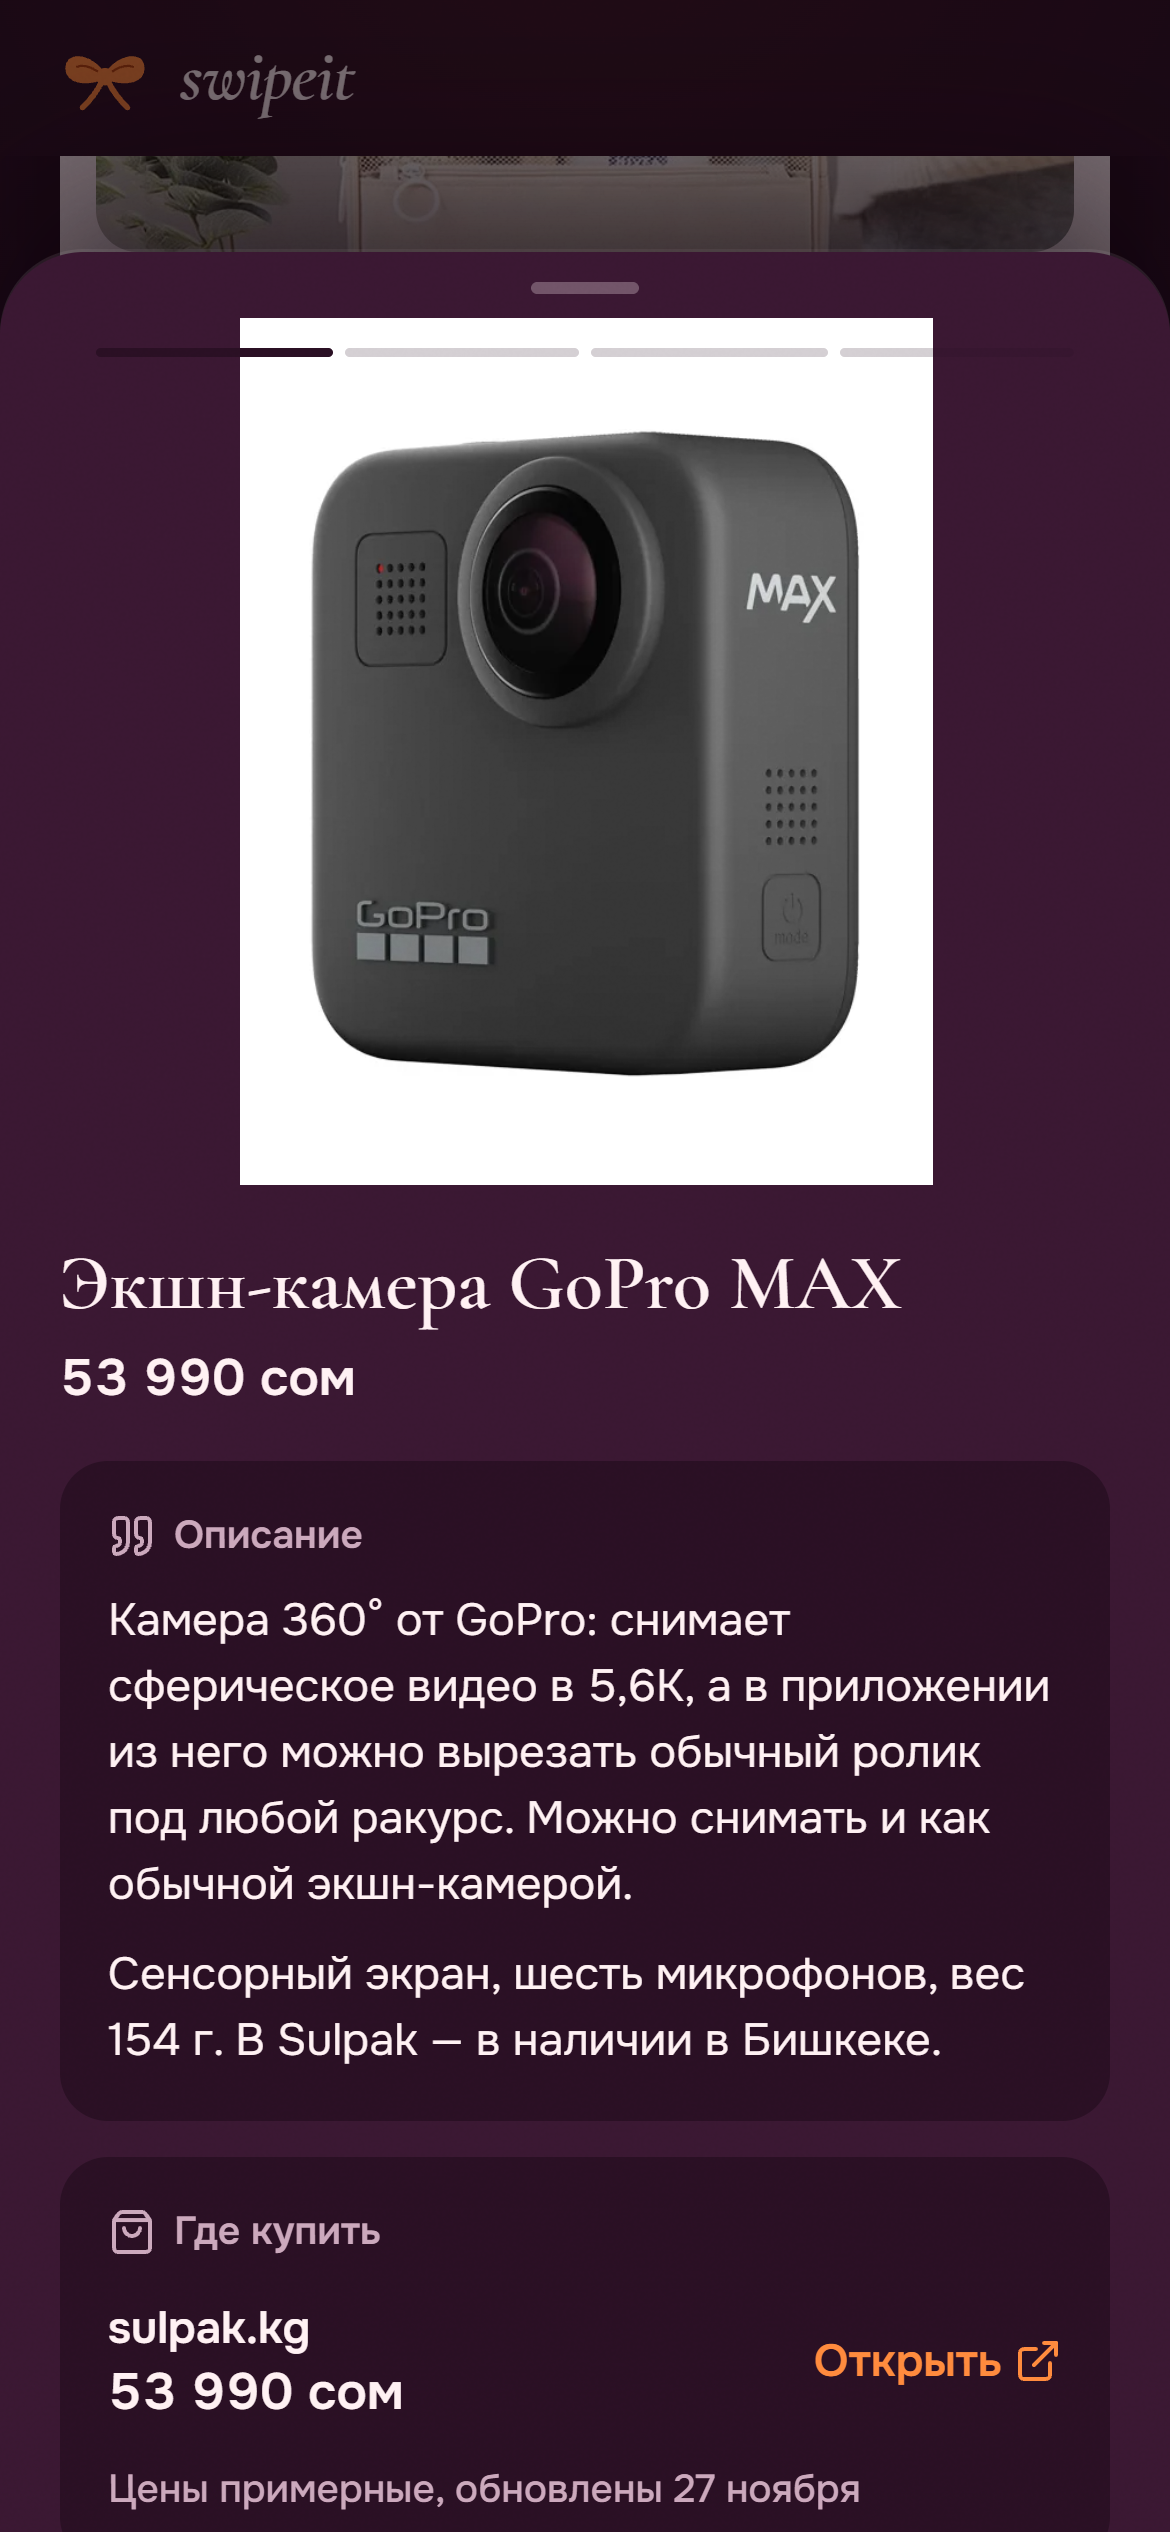 swipeit
MAX
GoPro
mode
Экшн-камера GoPro MAX
53 990 сом
Описание
Камера 360° от GoPro: снимает
сферическое видео в 5,6K, а в приложении
из него можно вырезать обычный ролик
под любой ракурс. Можно снимать и как
обычной экшн-камерой.
Сенсорный экран, шесть микрофонов, вес
154 г. В Sulpak — в наличии в Бишкеке.
Где купить
sulpak.kg
53 990 сом
Открыть
Цены примерные, обновлены 27 ноября